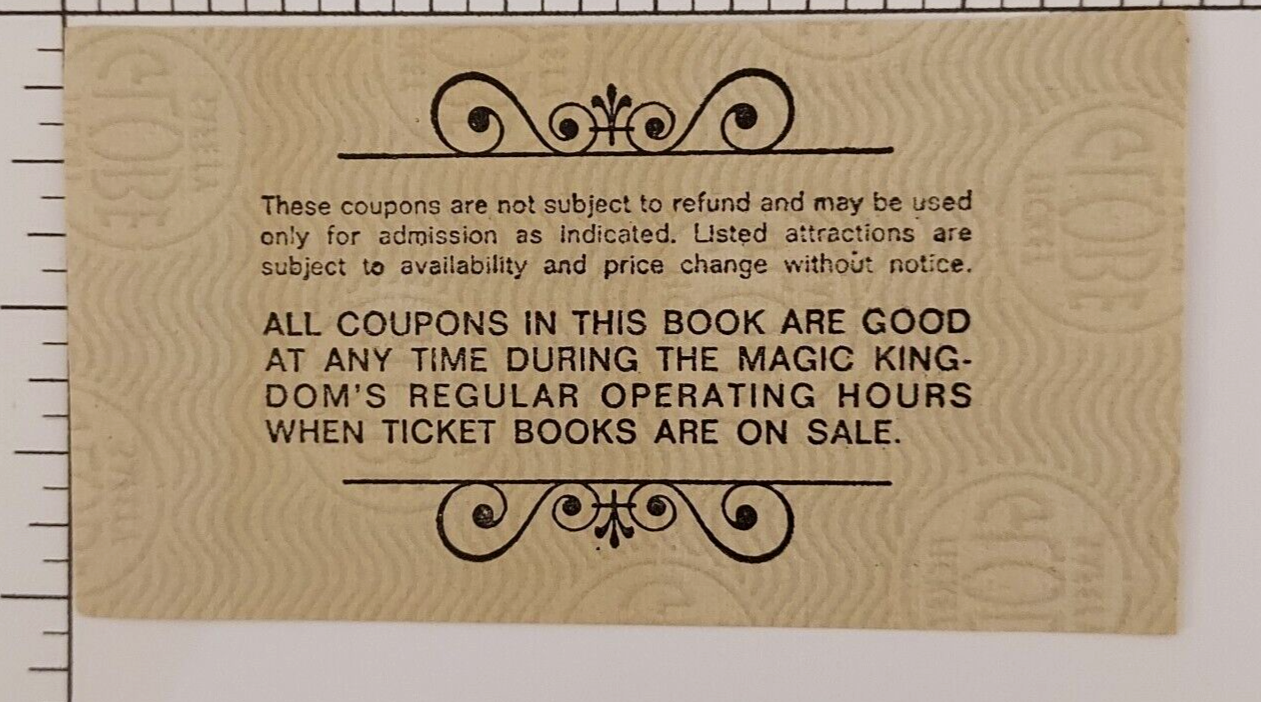 These coupons are not subject to refund and may be used
only for admission as indicated. Listed attractions are
subject to availability and price change without notice.
ALL COUPONS IN THIS BOOK ARE GOOD
AT ANY TIME DURING THE MAGIC KING-
DOM'S REGULAR OPERATING HOURS
WHEN TICKET BOOKS ARE ON SALE.
GLOBE
GLOBE